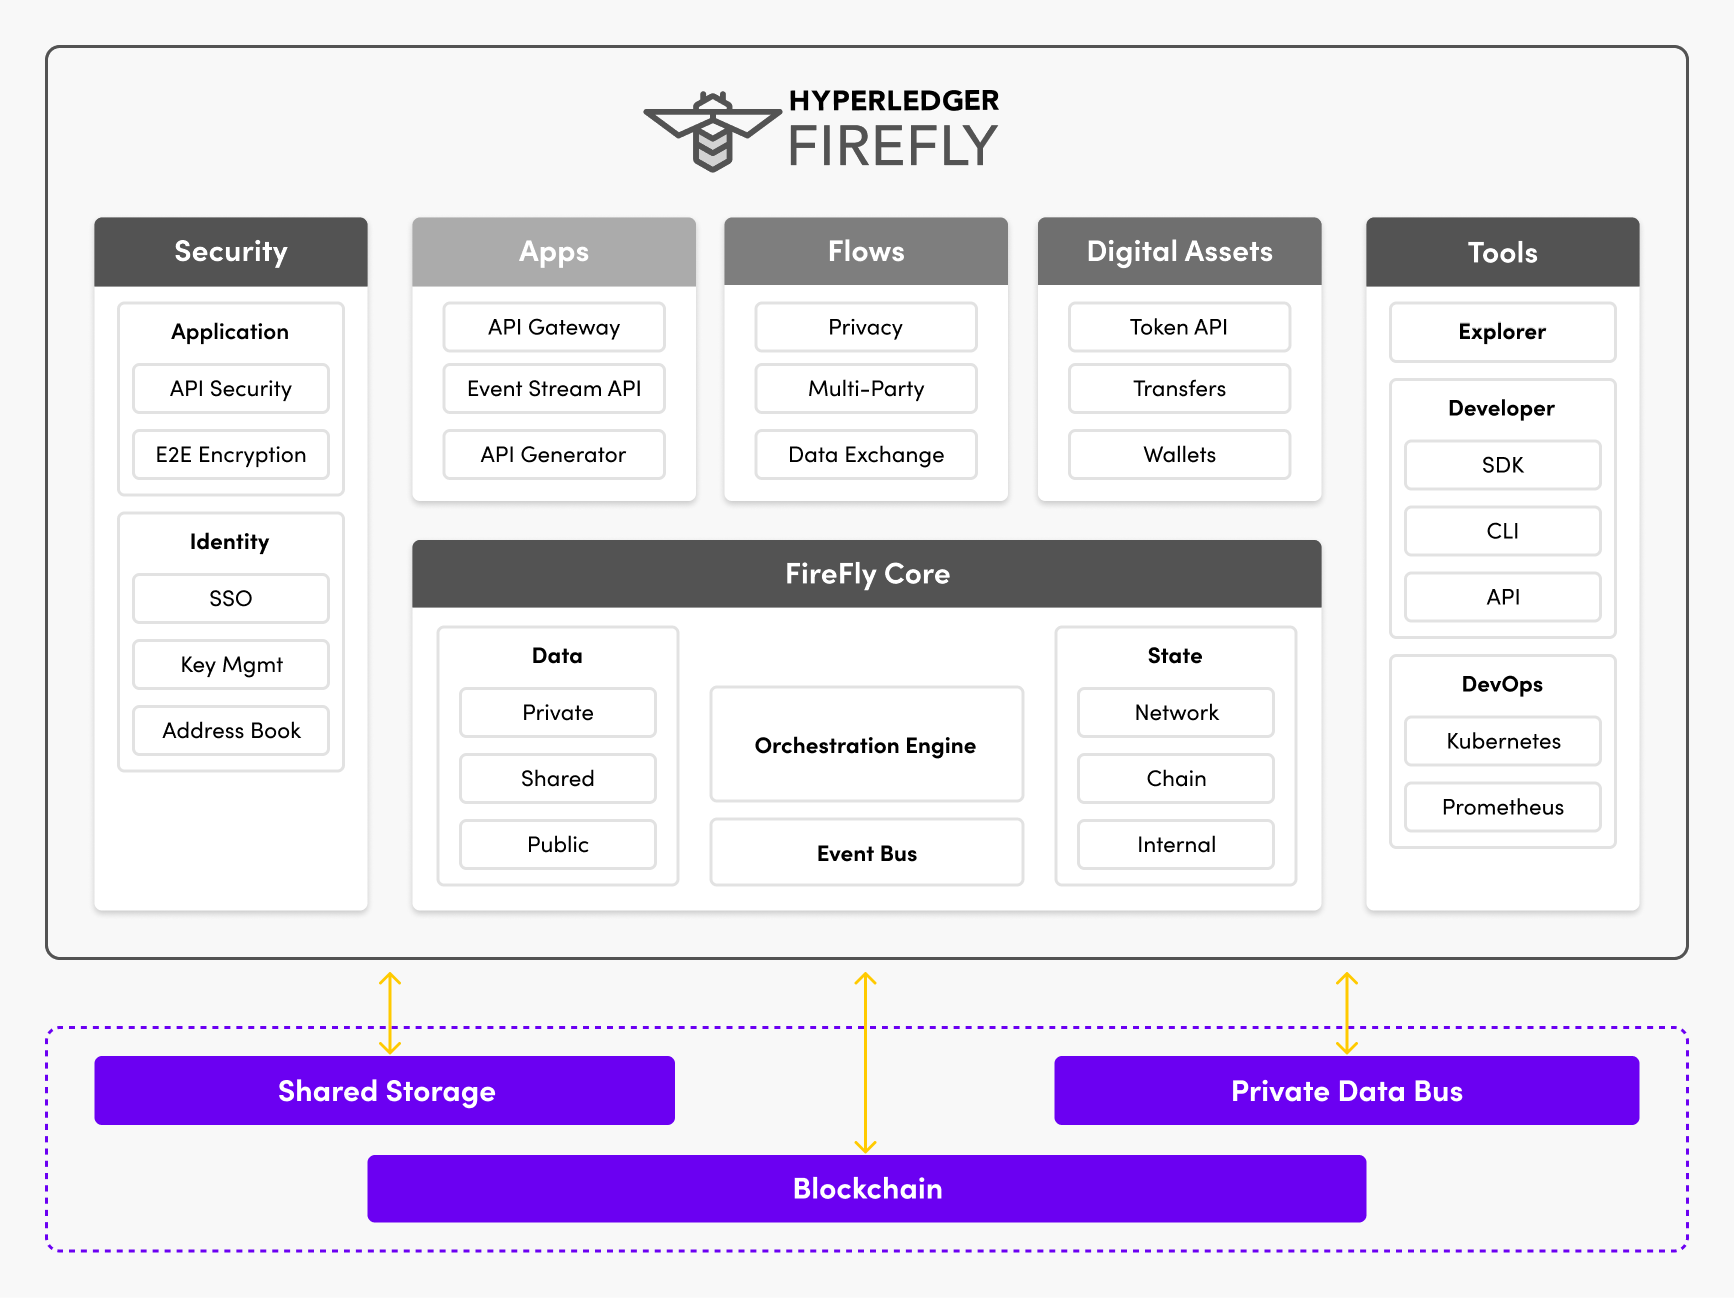 HYPERLEDGER
FIREFLY
Security
Application
API Security
E2E Encryption
Identity
SSO
Key Mgmt
Address Book
Apps
API Gateway
Event Stream API
API Generator
Flows
Privacy
Multi-Party
Data Exchange
Digital Assets
Token API
Transfers
Wallets
FireFly Core
Data
Private
Shared
Public
Orchestration Engine
Event Bus
State
Network
Chain
Internal
Tools
Explorer
Developer
SDK
CLI
API
DevOps
Kubernetes
Prometheus
Shared Storage
Private Data Bus
Blockchain